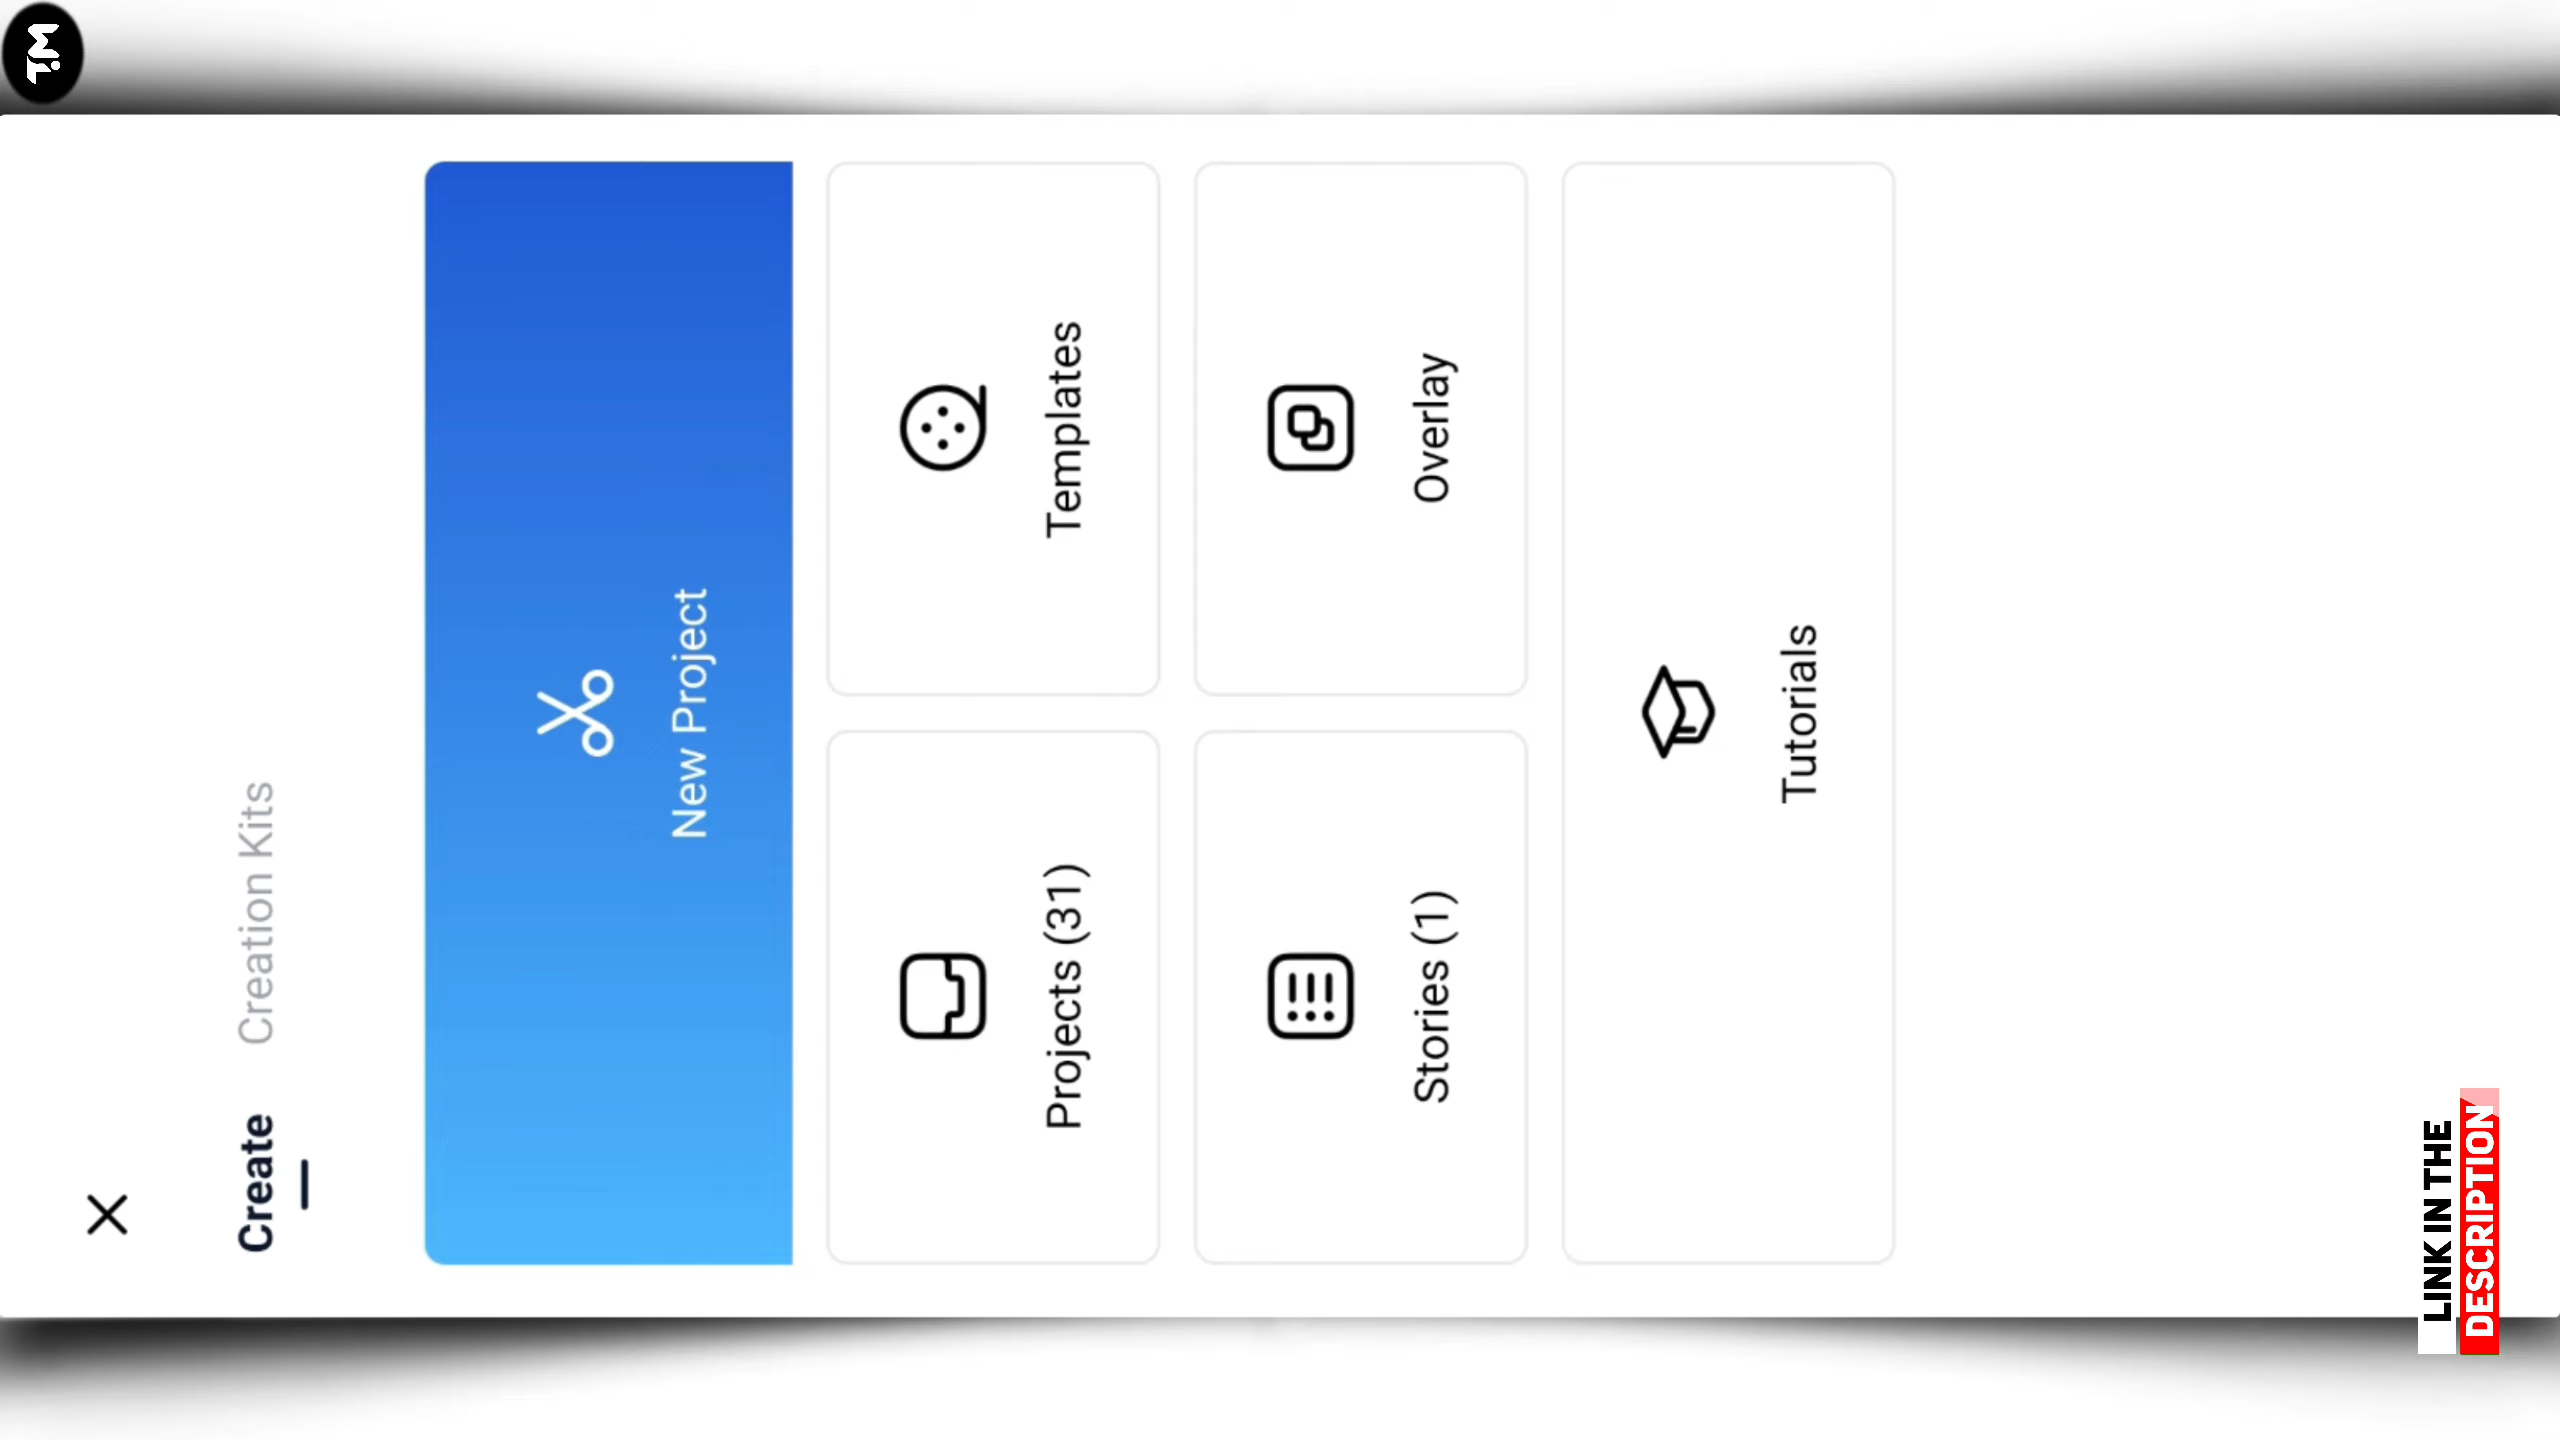 Create Creation Kits
New Project
Projects (31) Templates
Stories (1) Overlay
Tutorials
LINK IN THE
DESCRIPTION